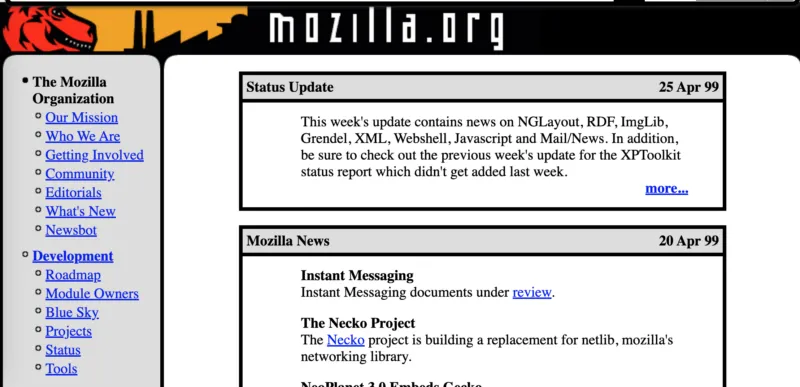 mozilla.org
The Mozilla
Organization
Our Mission
Who We Are
Getting Involved
Community
Editorials
What's New
Newsbot
Development
Roadmap
Module Owners
Blue Sky
Projects
Status
Tools
Status Update 25 Apr 99
This week's update contains news on NGLayout, RDF, ImgLib,
Grendel, XML, Webshell, Javascript and Mail/News. In addition,
be sure to check out the previous week's update for the XPToolkit
status report which didn't get added last week.
more...
Mozilla News 20 Apr 99
Instant Messaging
Instant Messaging documents under review.
The Necko Project
The Necko project is building a replacement for netlib, mozilla's
networking library.
NeoPlanet 3.0 Embeds Gecko